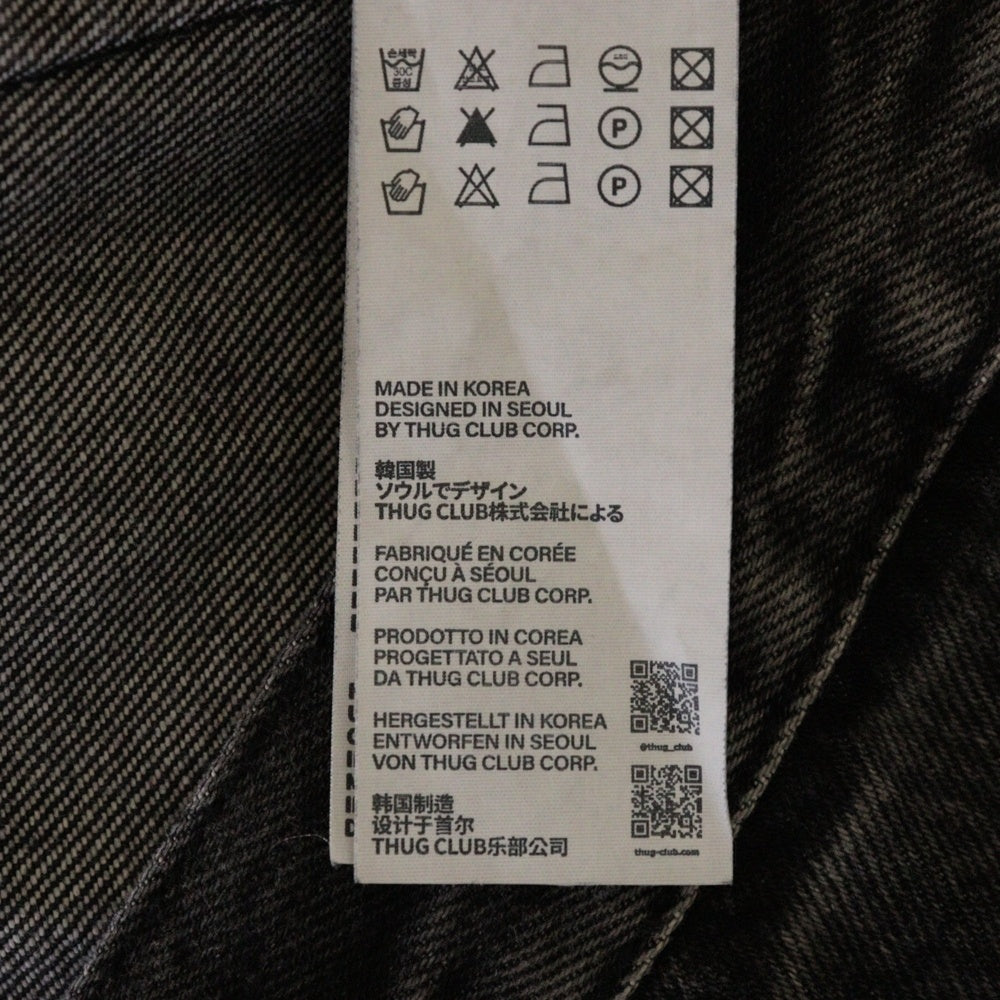 손세탁
30C
중성
P
P
MADE IN KOREA
DESIGNED IN SEOUL
BY THUG CLUB CORP.
韓国製
ソウルでデザイン
THUG CLUB株式会社による
FABRIQUÉ EN CORÉE
CONÇU À SÉOUL
PAR THUG CLUB CORP.
PRODOTTO IN COREA
PROGETTATO A SEUL
DA THUG CLUB CORP.
HERGESTELLT IN KOREA
ENTWORFEN IN SEOUL
VON THUG CLUB CORP.
@thug_club
韩国制造
设计于首尔
THUG CLUB乐部公司
thug-club.com